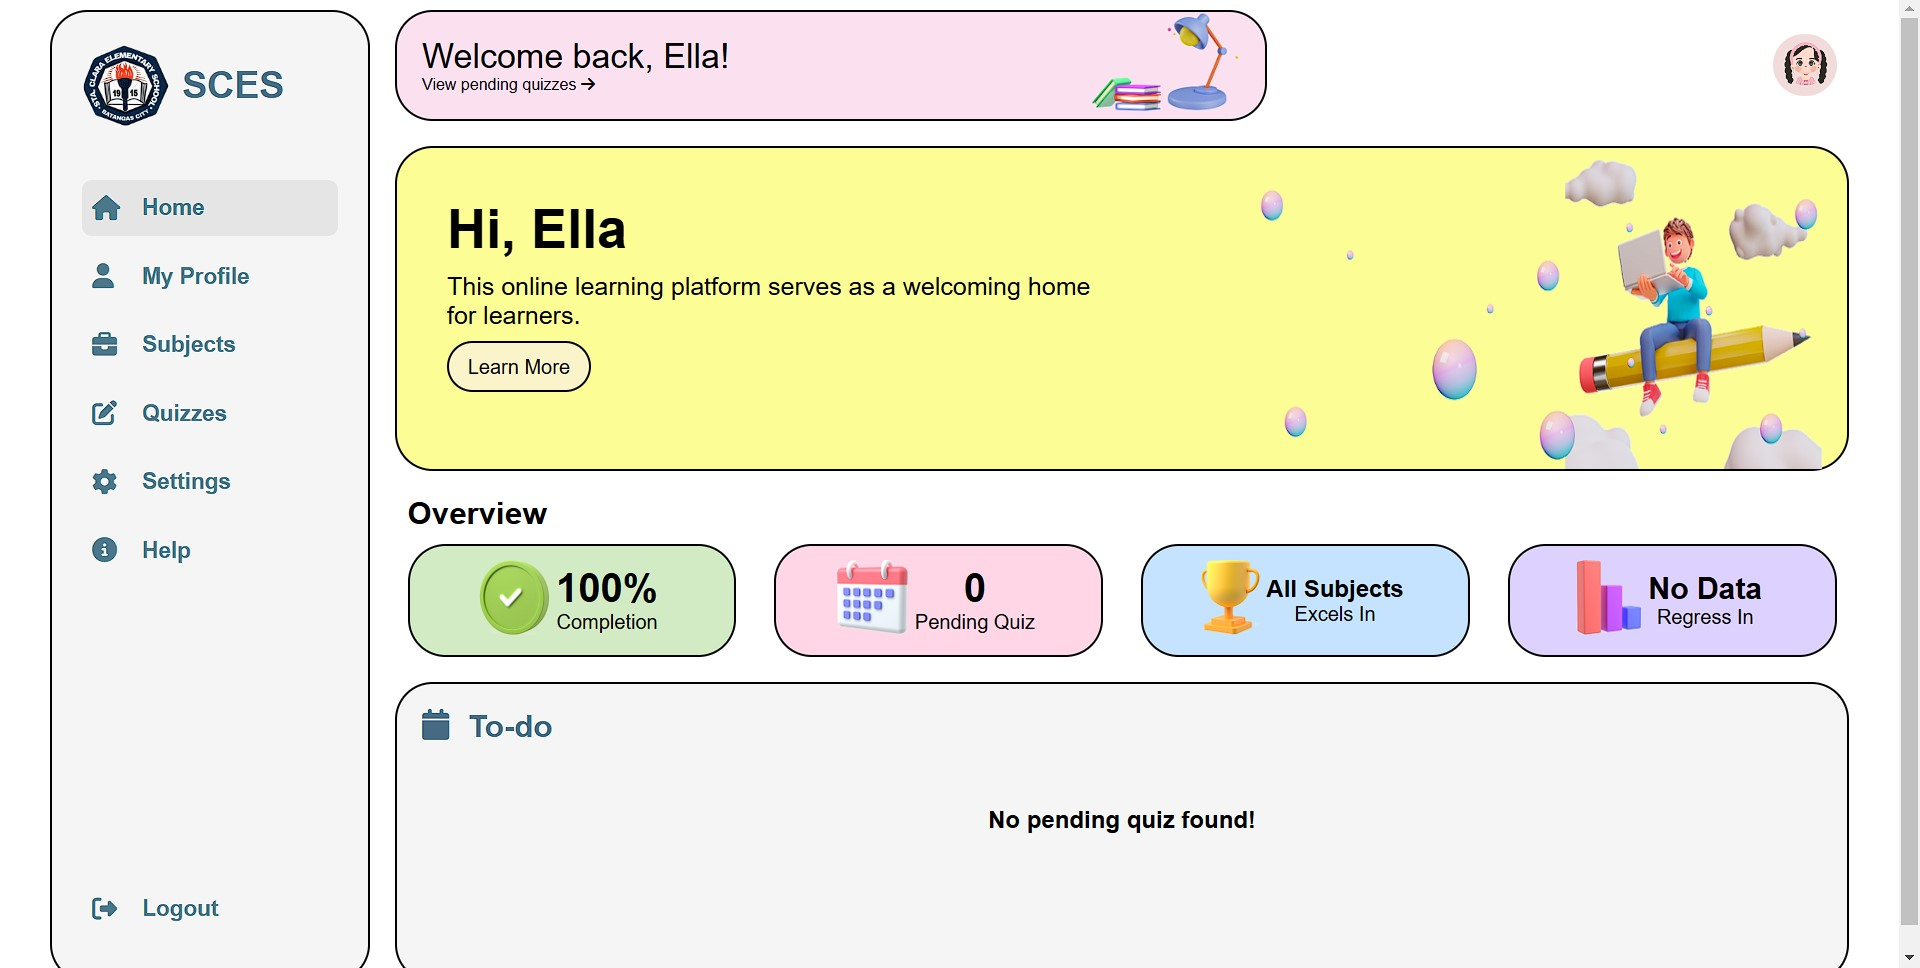 STA. CLARA ELEMENTARY SCHOOL
19 15
BATANGAS CITY
SCES
Home
My Profile
Subjects
Quizzes
Settings
Help
Logout
Welcome back, Ella!
View pending quizzes →
Hi, Ella
This online learning platform serves as a welcoming home
for learners.
Learn More
Overview
100%
Completion
0
Pending Quiz
All Subjects
Excels In
No Data
Regress In
To-do
No pending quiz found!